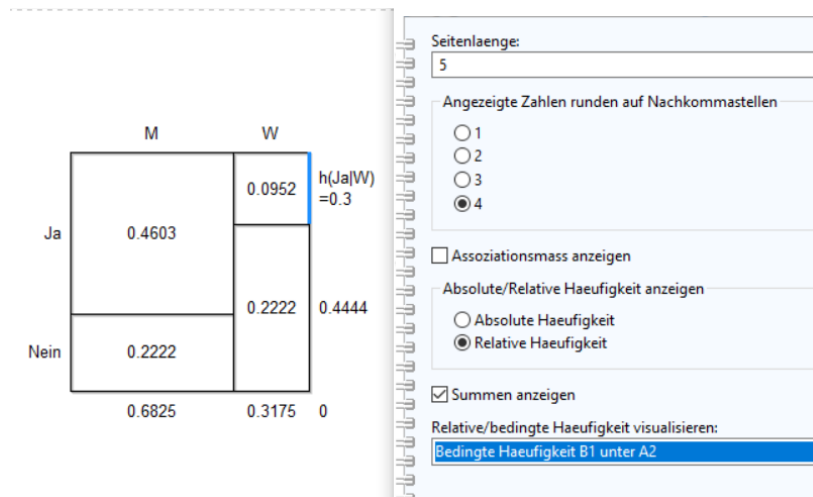 M W
Ja 0.4603 0.0952 h(Ja|W)
=0.3
0.2222 0.4444
Nein 0.2222
0.6825 0.3175 0
Seitenlaenge:
5
Angezeigte Zahlen runden auf Nachkommastellen
1
2
3
4
Assoziationsmass anzeigen
Absolute/Relative Haeufigkeit anzeigen
Absolute Haeufigkeit
Relative Haeufigkeit
Summen anzeigen
Relative/bedingte Haeufigkeit visualisieren:
Bedingte Haeufigkeit B1 unter A2